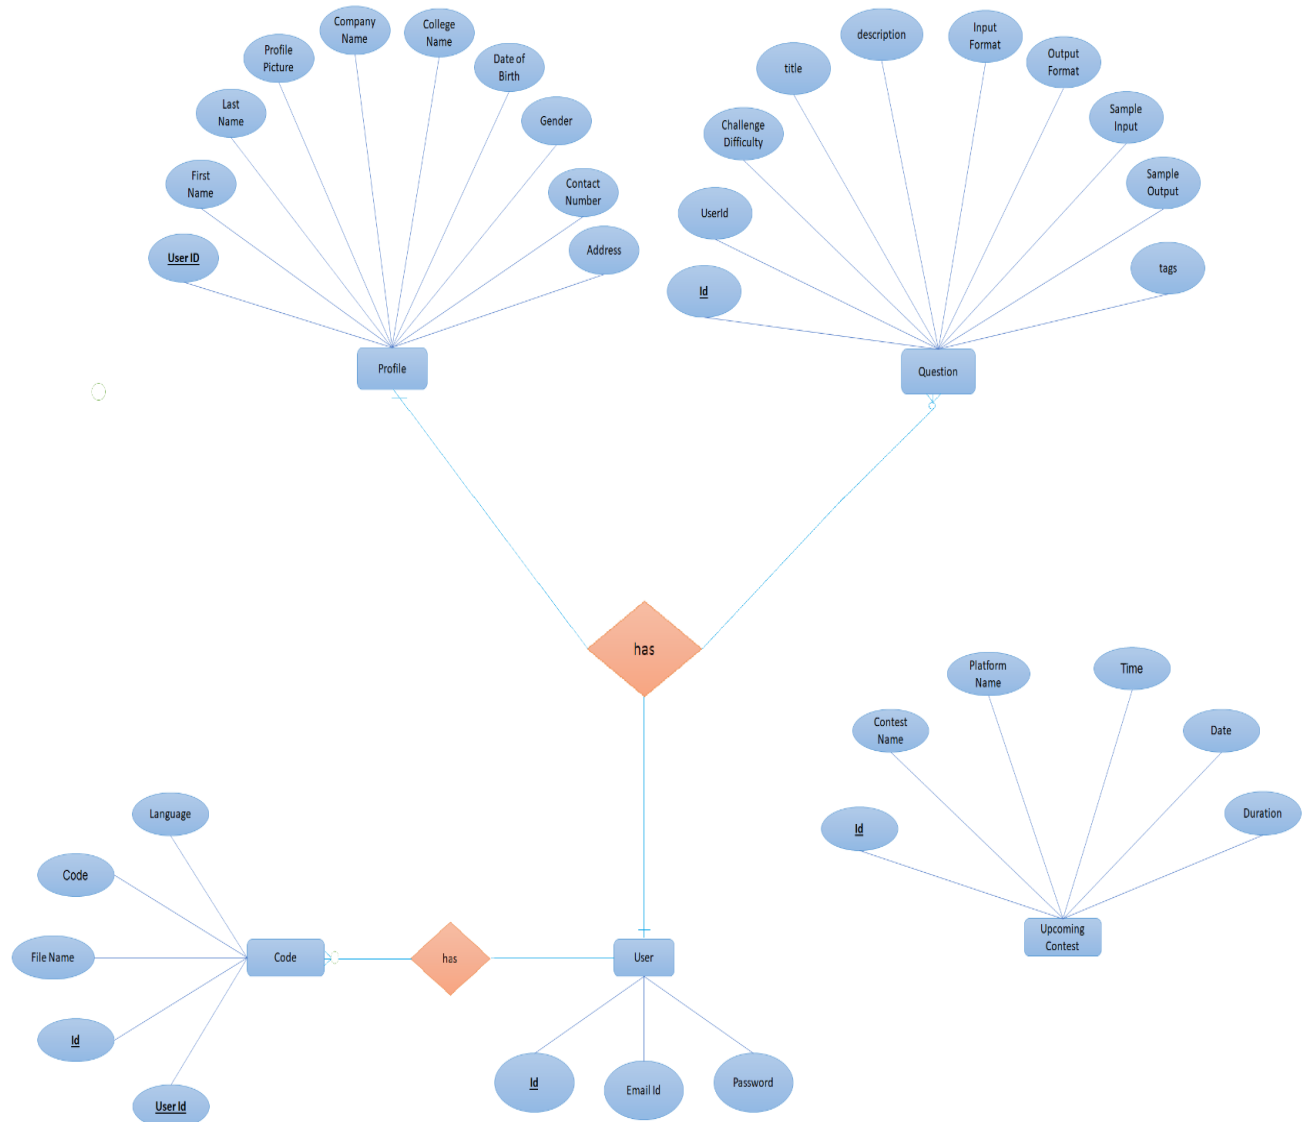 Company
Name
College
Name
Profile
Picture
Date of
Birth
Last
Name
Gender
First
Name
Contact
Number
User ID
Address
Profile
description
Input
Format
Output
Format
title
Sample
Input
Challenge
Difficulty
Sample
Output
UserId
tags
Id
Question
has
Platform
Name
Time
Contest
Name
Date
Id
Duration
Upcoming
Contest
Language
Code
File Name
Code
has
User
Id
User Id
Id
Email Id
Password